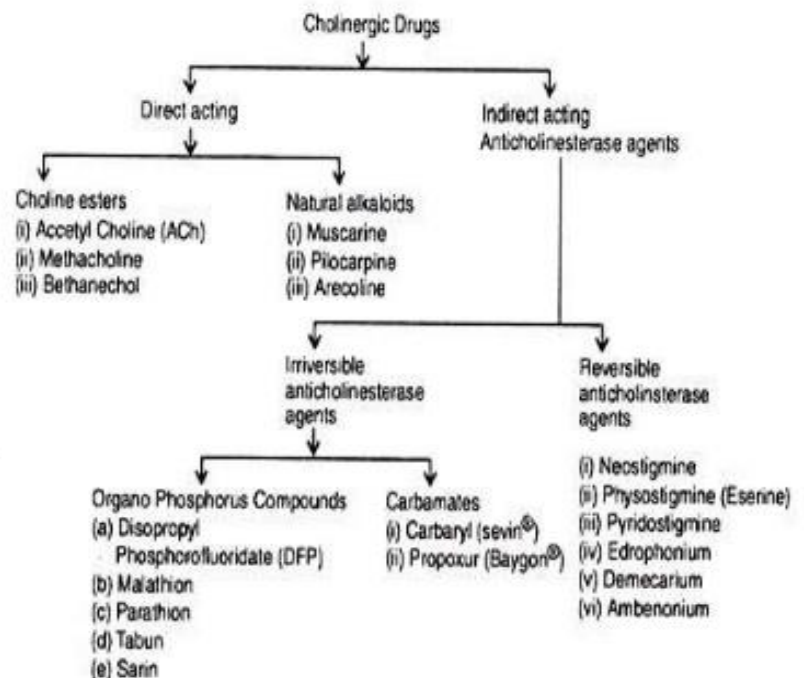 Cholinergic Drugs
Direct acting
Indirect acting
Anticholinesterase agents
Choline esters
(i) Accetyl Choline (ACh)
(ii) Methacholine
(iii) Bethanechol
Natural alkaloids
(i) Muscarine
(ii) Pilocarpine
(iii) Arecoline
Irriversible
anticholinesterase
agents
Reversible
anticholinsterase
agents
Organo Phosphorus Compounds
(a) Disopropyl
Phosphorofluoridate (DFP)
(b) Malathion
(c) Parathion
(d) Tabun
(e) Sarin
Carbamates
(i) Carbaryl (sevin®)
(ii) Propoxur (Baygon®)
(i) Neostigmine
(ii) Physostigmine (Eserine)
(iii) Pyridostigmine
(iv) Edrophonium
(v) Demecarium
(vi) Ambenonium